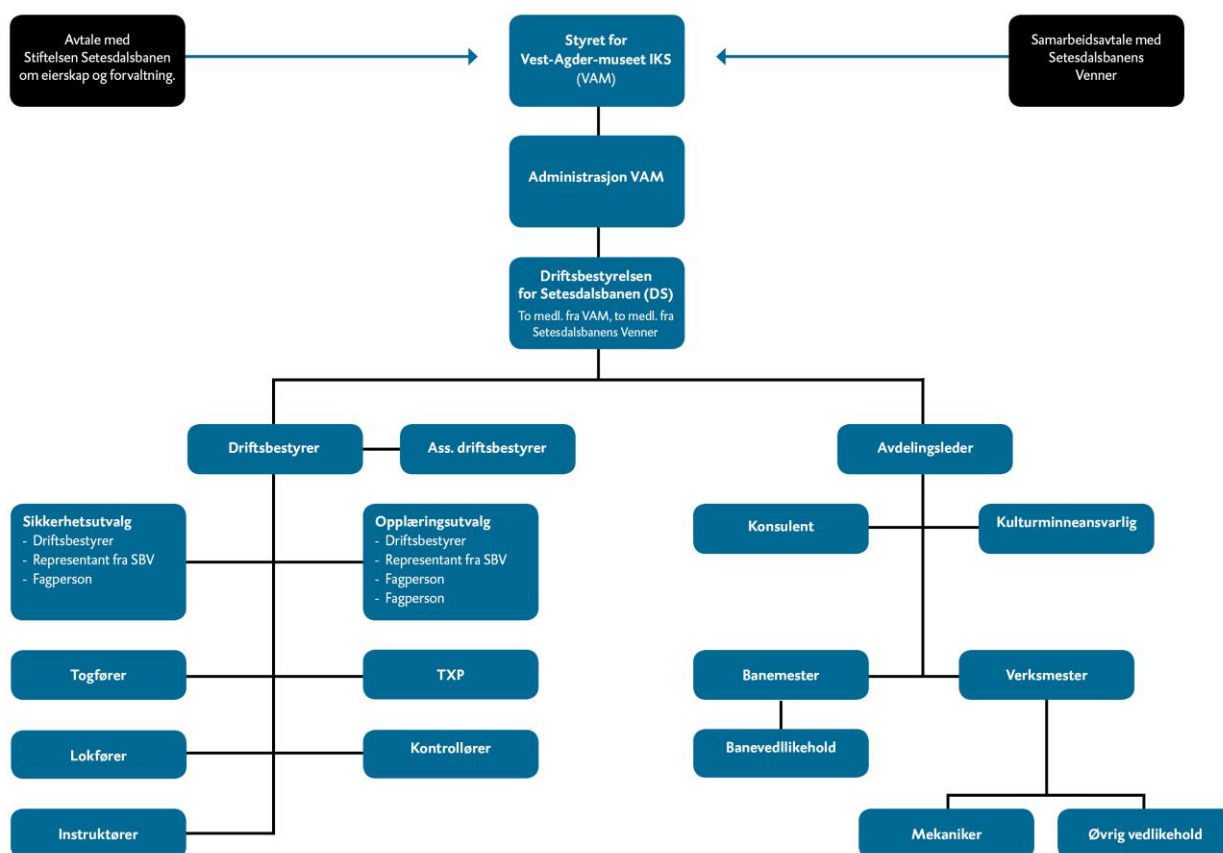 Avtale med
Stiftelsen Setesdalsbanen
om eierskap og forvaltning.
Styret for
Vest-Agder-museet IKS
(VAM)
Samarbeidsavtale med
Setesdalsbanens
Venner
Administrasjon VAM
Driftsbestyrelsen
for Setesdalsbanen (DS)
To medl. fra VAM, to medl. fra
Setesdalsbanens Venner
Driftsbestyrer
Ass. driftsbestyrer
Avdelingsleder
Sikkerhetsutvalg
- Driftsbestyrer
- Representant fra SBV
- Fagperson
Opplæringsutvalg
- Driftsbestyrer
- Representant fra SBV
- Fagperson
- Fagperson
Konsulent
Kulturminneansvarlig
Togfører
TXP
Banemester
Verksmester
Lokfører
Kontrollører
Banevedllikehold
Instruktører
Mekaniker
Øvrig vedlikehold